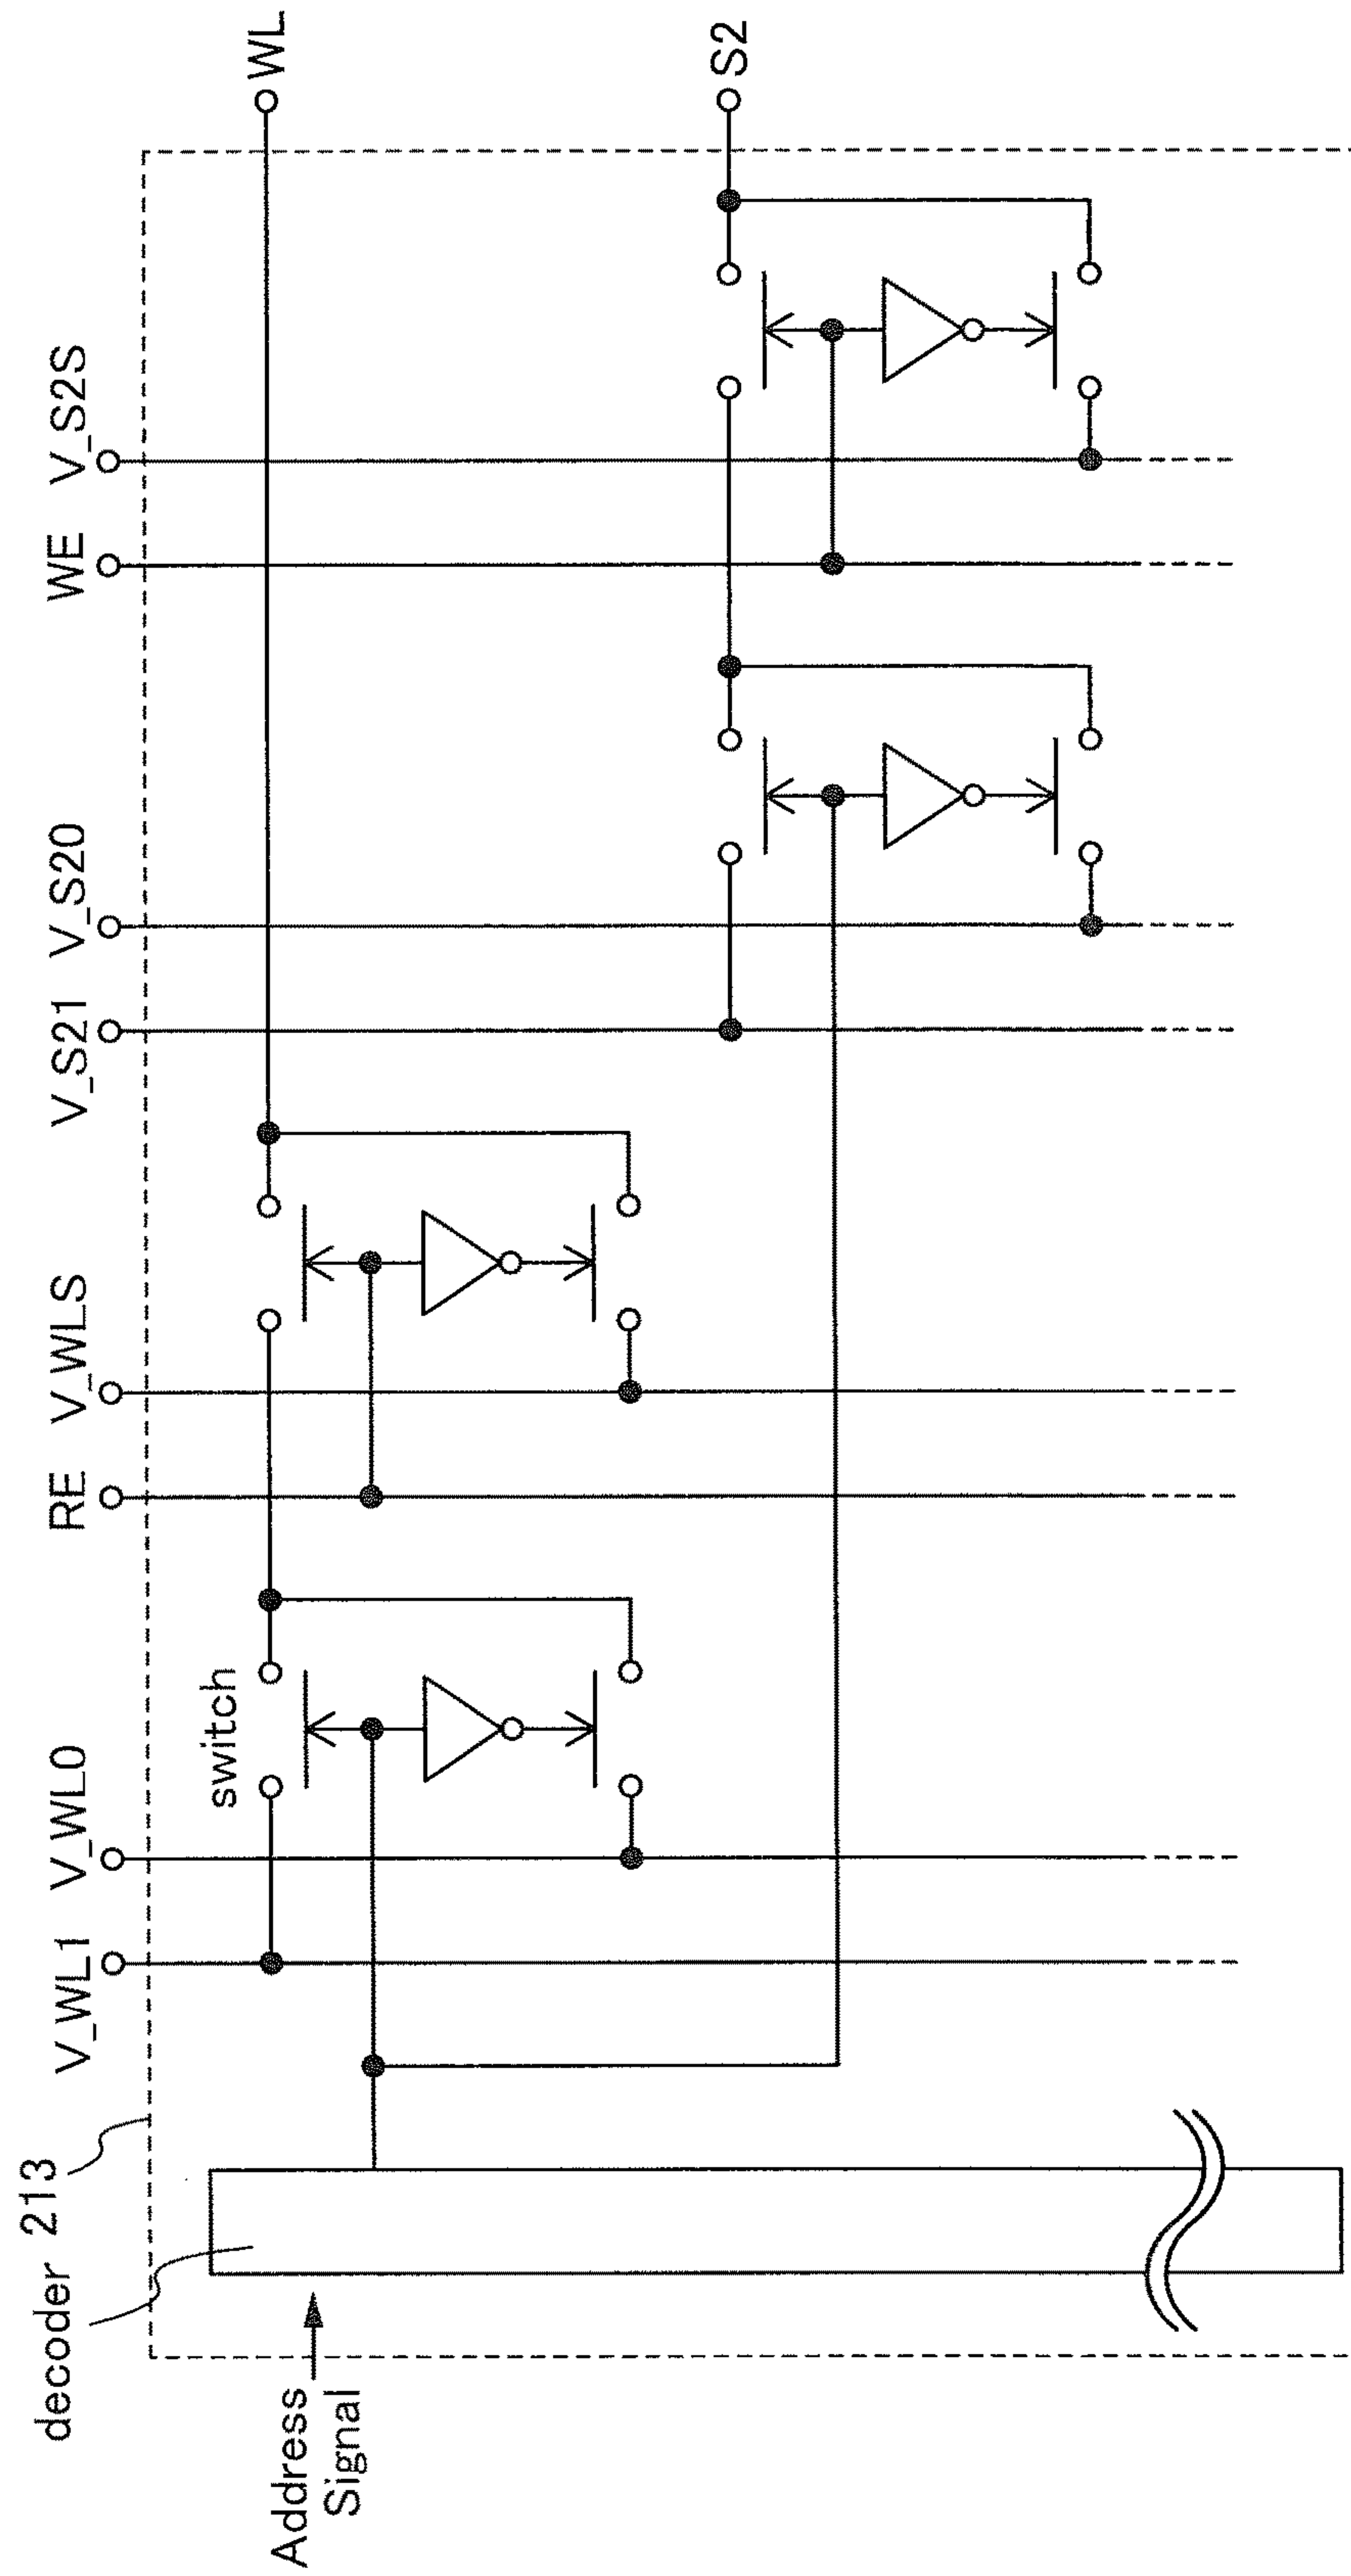 decoder
213
V_WL1
V_WL0
RE
V_WLS
V_S21
V_S20
WE
V_S2S
switch
WL
S2
Address
Signal